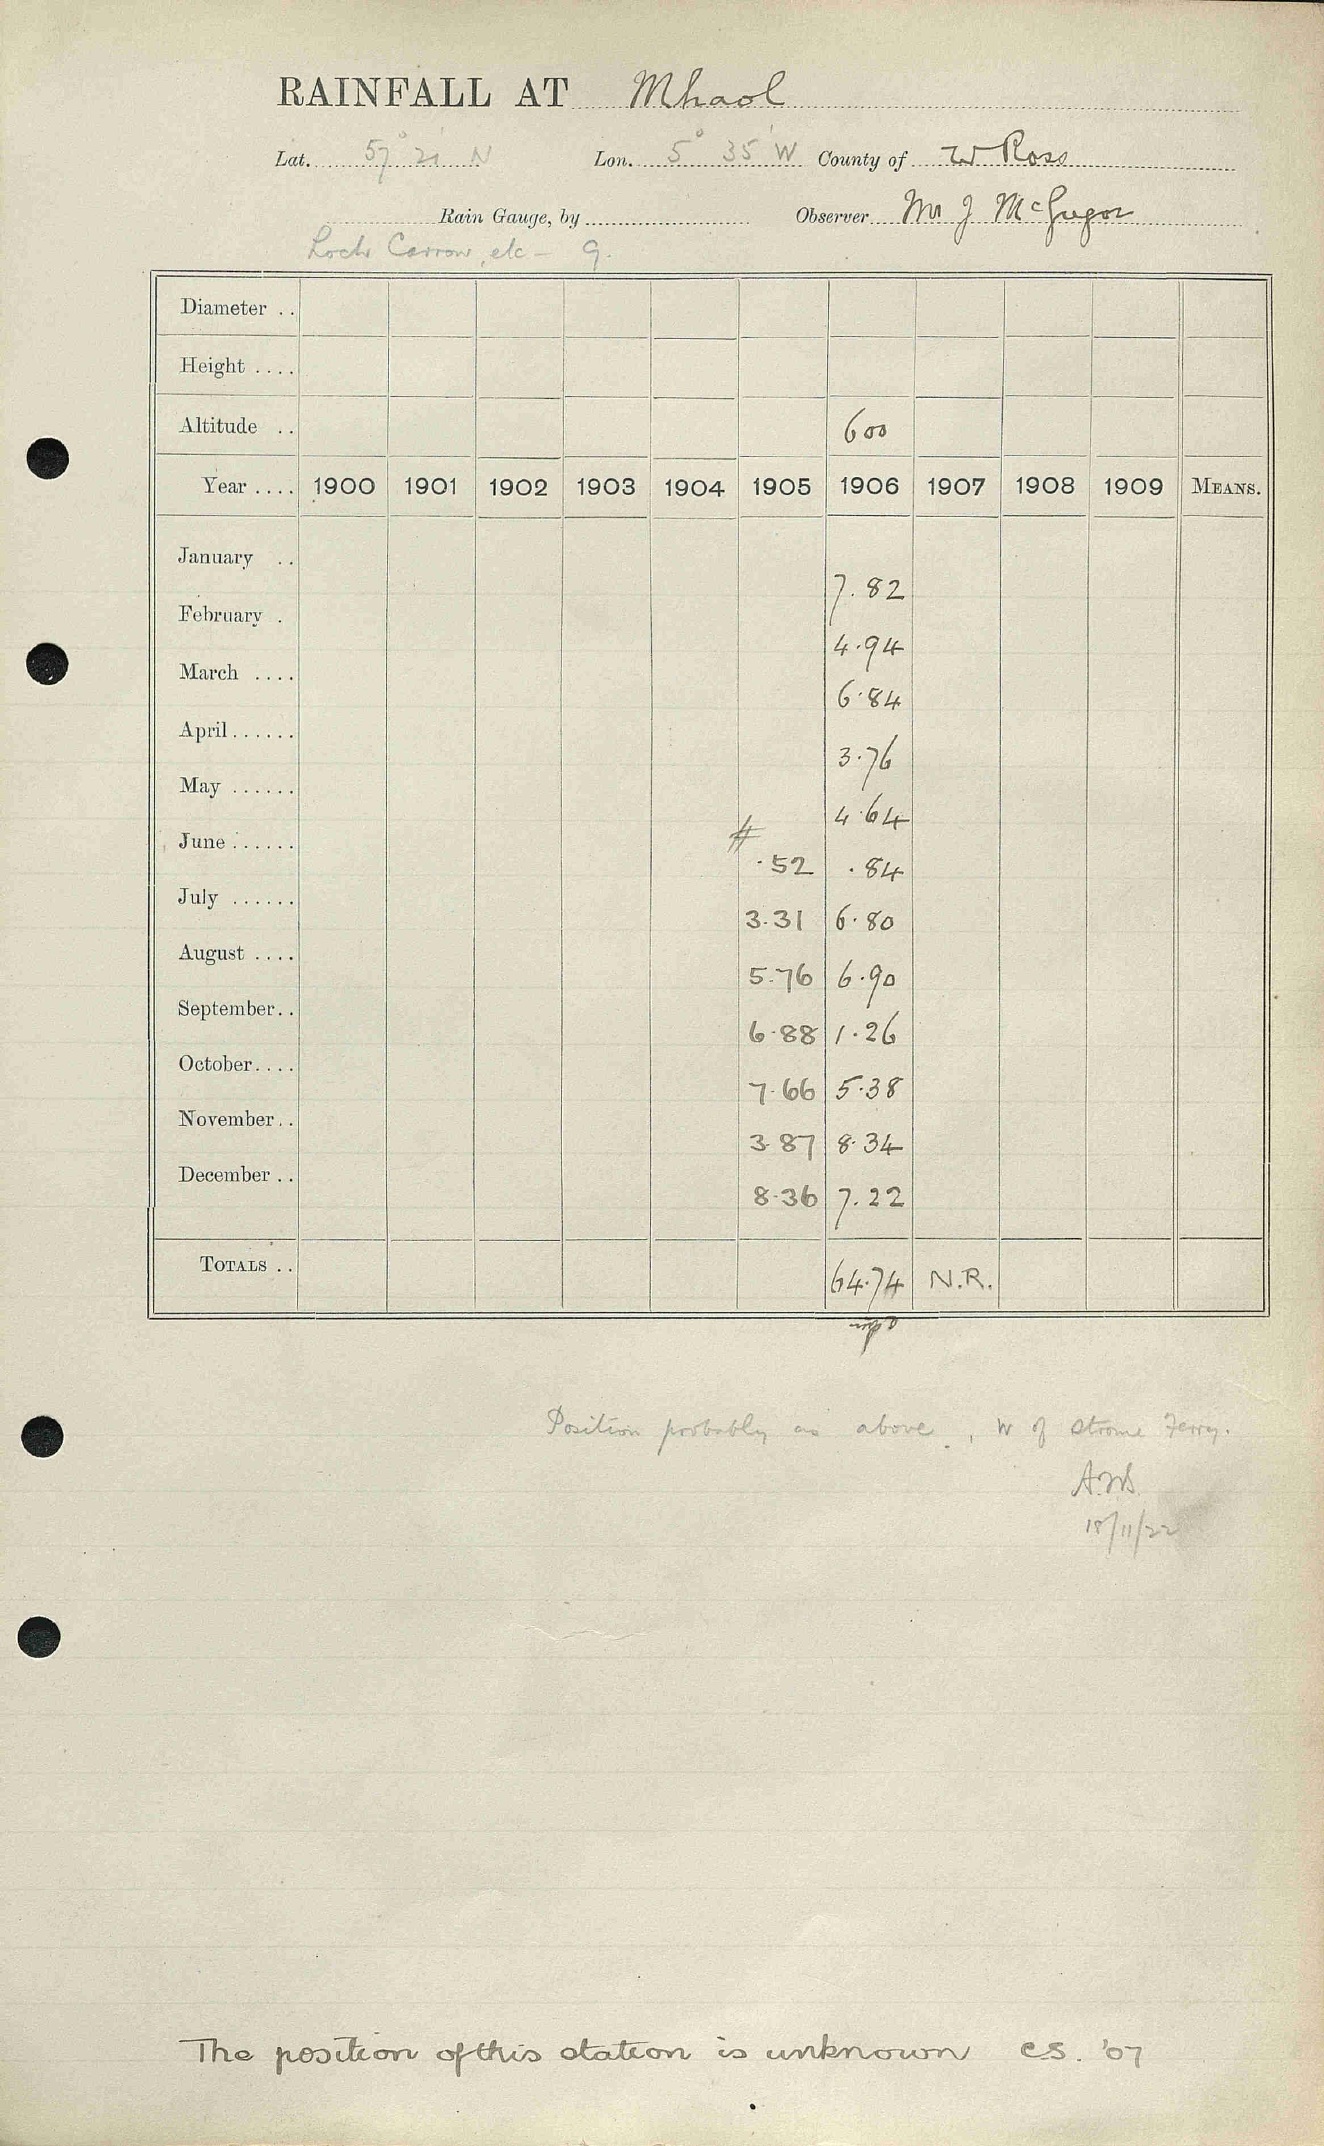 RAINFALL AT Mhaol
Lat. 57° 21' N Lon. 5° 35' W County of W Ross
Rain Gauge, by Observer Mr J McGregor
Loch Carron, etc — 9.
Diameter ..
Height ....
Altitude .. 600
Year .... 1900 1901 1902 1903 1904 1905 1906 1907 1908 1909 MEANS.
January .. 7.82
February . 4.94
March .... 6.84
April...... 3.76
May ...... 4.64
June ...... # .52 .84
July ...... 3.31 6.80
August .... 5.76 6.90
September.. 6.88 1.26
October.... 7.66 5.38
November.. 3.87 8.34
December .. 8.36 7.22
TOTALS .. 64.74 N.R.
Position probably as above, W of Strome Ferry.
18/11/22
The position of this station is unknown C.S. '07